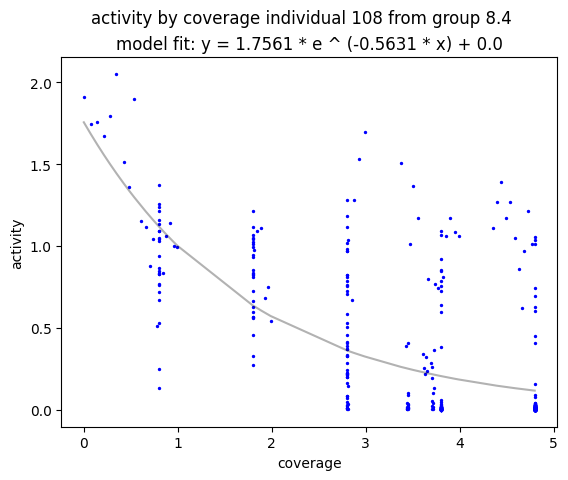 activity by coverage individual 108 from group 8.4
model fit: y = 1.7561 * e ^ (-0.5631 * x) + 0.0
2.0
1.5
1.0
0.5
0.0
activity
0 1 2 3 4 5
coverage